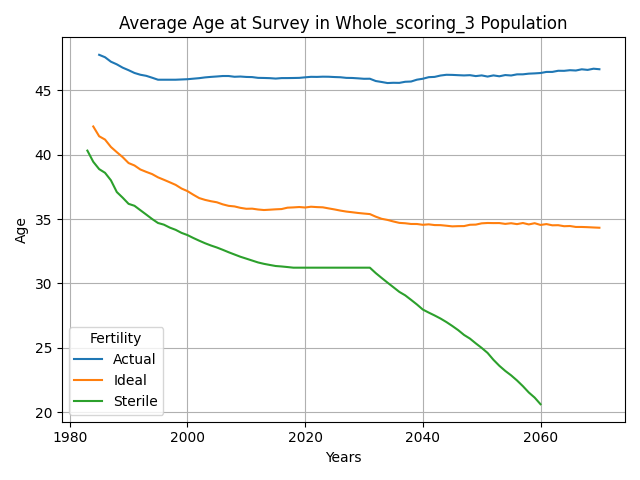 Average Age at Survey in Whole_scoring_3 Population
Age
45
40
35
30
25
20
Fertility
Actual
Ideal
Sterile
1980
2000
2020
2040
2060
Years